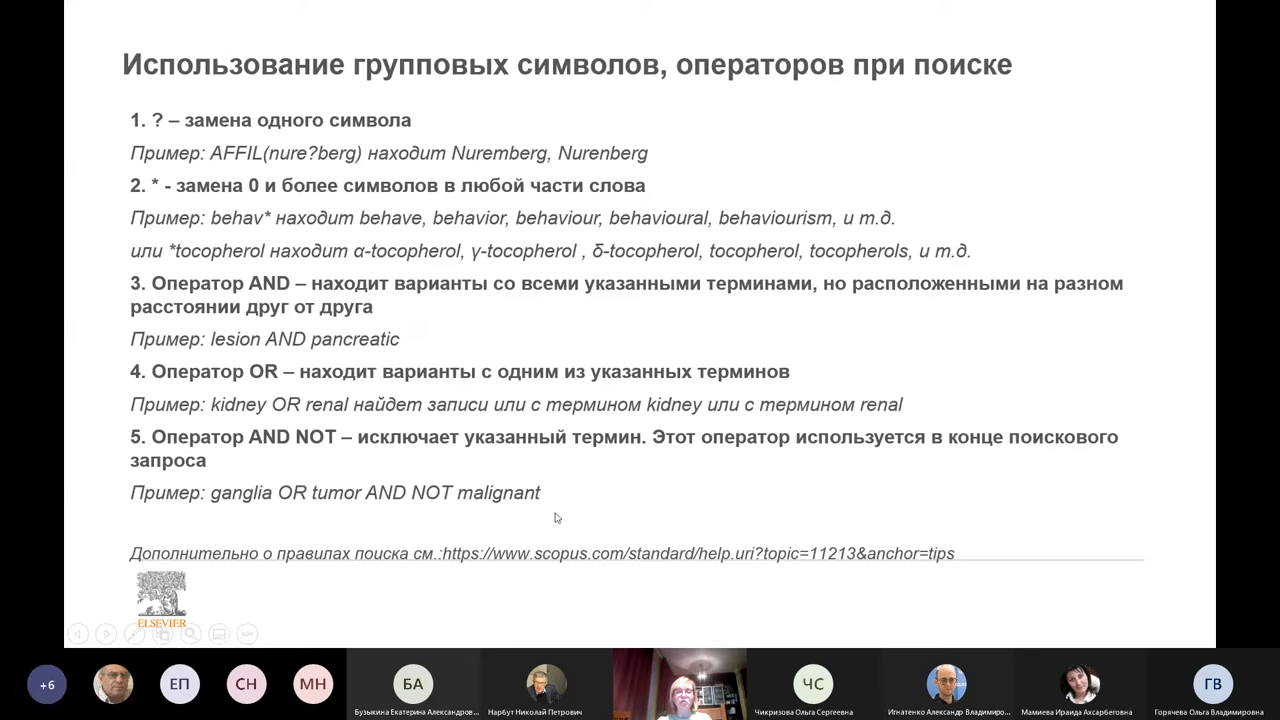 Использование групповых символов, операторов при поиске
1. ? – замена одного символа
Пример: AFFIL(nure?berg) находит Nuremberg, Nurenberg
2. * - замена 0 и более символов в любой части слова
Пример: behav* находит behave, behavior, behaviour, behavioural, behaviourism, и т.д.
или *tocopherol находит α-tocopherol, γ-tocopherol , δ-tocopherol, tocopherol, tocopherols, и т.д.
3. Оператор AND – находит варианты со всеми указанными терминами, но расположенными на разном
расстоянии друг от друга
Пример: lesion AND pancreatic
4. Оператор OR – находит варианты с одним из указанных терминов
Пример: kidney OR renal найдет записи или с термином kidney или с термином renal
5. Оператор AND NOT – исключает указанный термин. Этот оператор используется в конце поискового
запроса
Пример: ganglia OR tumor AND NOT malignant
Дополнительно о правилах поиска см.:https://www.scopus.com/standard/help.uri?topic=11213&anchor=tips
ELSEVIER
+6
ЕП
СН
МН
БА
ЧС
ГВ
Бузыкина Екатерина Александров...
Нарбут Николай Петрович
Чикризова Ольга Сергеевна
Игнатенко Александр Владимиро...
Мамиева Ираида Ахсарбеговна
Горячева Ольга Владимировна